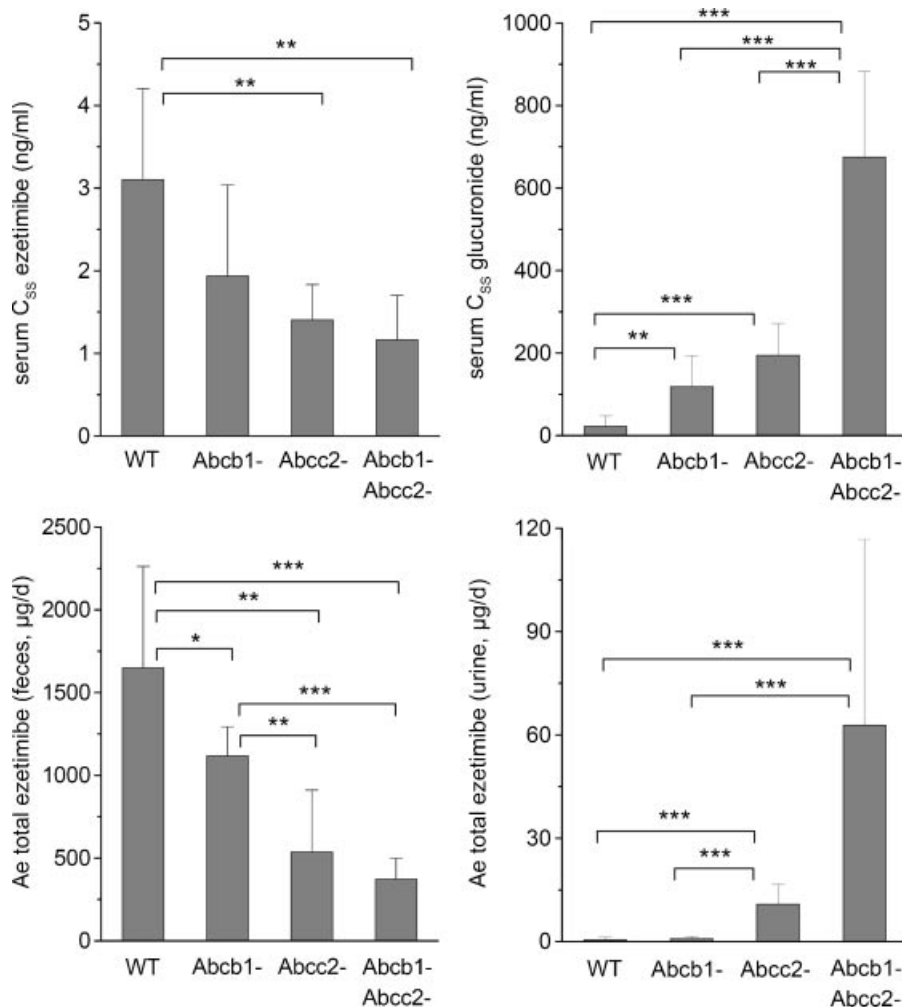 serum C_SS ezetimibe (ng/ml)
5
4
3
2
1
0
**
**
WT
Abcb1-
Abcc2-
Abcb1-
Abcc2-
serum C_SS glucuronide (ng/ml)
1000
800
600
400
200
0
***
***
***
***
**
WT
Abcb1-
Abcc2-
Abcb1-
Abcc2-
Ae total ezetimibe (feces, µg/d)
2500
2000
1500
1000
500
0
***
**
*
***
**
WT
Abcb1-
Abcc2-
Abcb1-
Abcc2-
Ae total ezetimibe (urine, µg/d)
120
90
60
30
0
***
***
***
***
WT
Abcb1-
Abcc2-
Abcb1-
Abcc2-